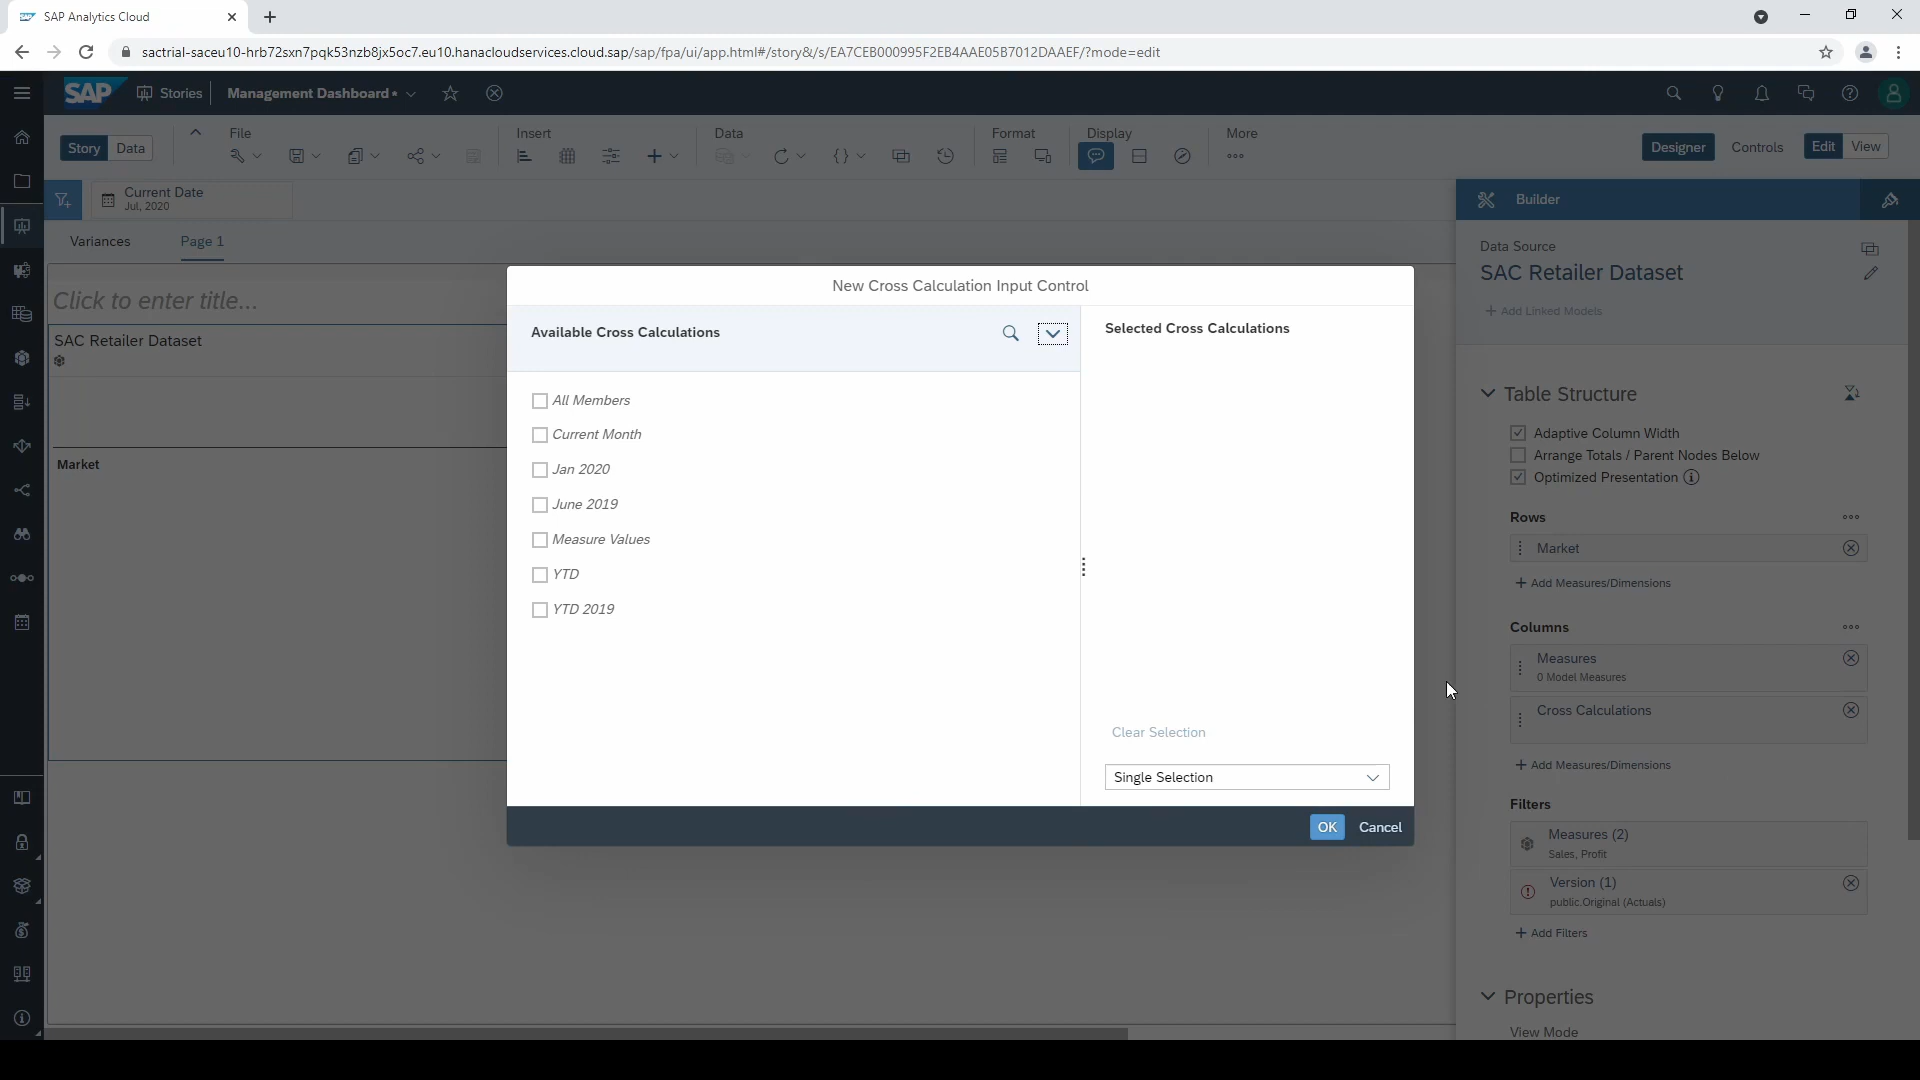 SAP Analytics Cloud
sactrial-saceu10-hrb72sxn7pqk53nzb8jx5oc7.eu10.hanacloudservices.cloud.sap/sap/fpa/ui/app.html#/story&/s/EA7CEB000995F2EB4AAE05B7012DAAEF/?mode=edit
SAP Stories Management Dashboard *
Story Data File Insert Data Format Display More Designer Controls Edit View
Current Date
Jul, 2020
Variances Page 1
Click to enter title...
SAC Retailer Dataset
Market
New Cross Calculation Input Control
Available Cross Calculations
All Members
Current Month
Jan 2020
June 2019
Measure Values
YTD
YTD 2019
Selected Cross Calculations
Clear Selection
Single Selection
OK Cancel
Builder
Data Source
SAC Retailer Dataset
+ Add Linked Models
Table Structure
Adaptive Column Width
Arrange Totals / Parent Nodes Below
Optimized Presentation
Rows
Market
+ Add Measures/Dimensions
Columns
Measures
0 Model Measures
Cross Calculations
+ Add Measures/Dimensions
Filters
Measures (2)
Sales, Profit
Version (1)
public.Original (Actuals)
+ Add Filters
Properties
View Mode